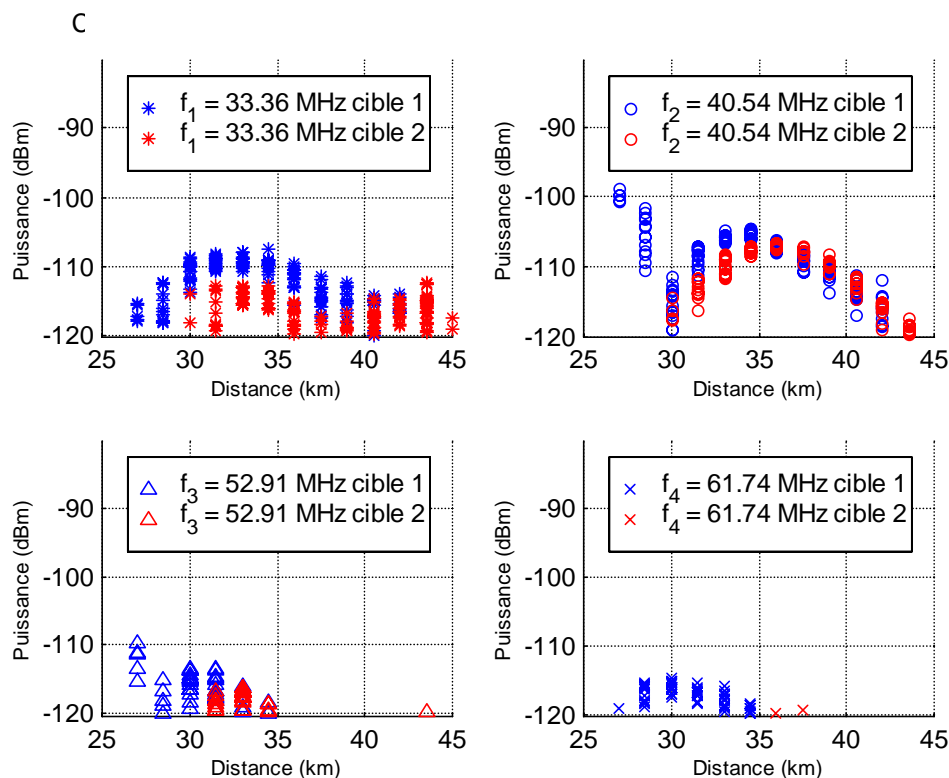 C
f1 = 33.36 MHz cible 1
f1 = 33.36 MHz cible 2
Puissance (dBm)
-90
-100
-110
-120
25 30 35 40 45
Distance (km)
f2 = 40.54 MHz cible 1
f2 = 40.54 MHz cible 2
Puissance (dBm)
-90
-100
-110
-120
25 30 35 40 45
Distance (km)
f3 = 52.91 MHz cible 1
f3 = 52.91 MHz cible 2
Puissance (dBm)
-90
-100
-110
-120
25 30 35 40 45
Distance (km)
f4 = 61.74 MHz cible 1
f4 = 61.74 MHz cible 2
Puissance (dBm)
-90
-100
-110
-120
25 30 35 40 45
Distance (km)